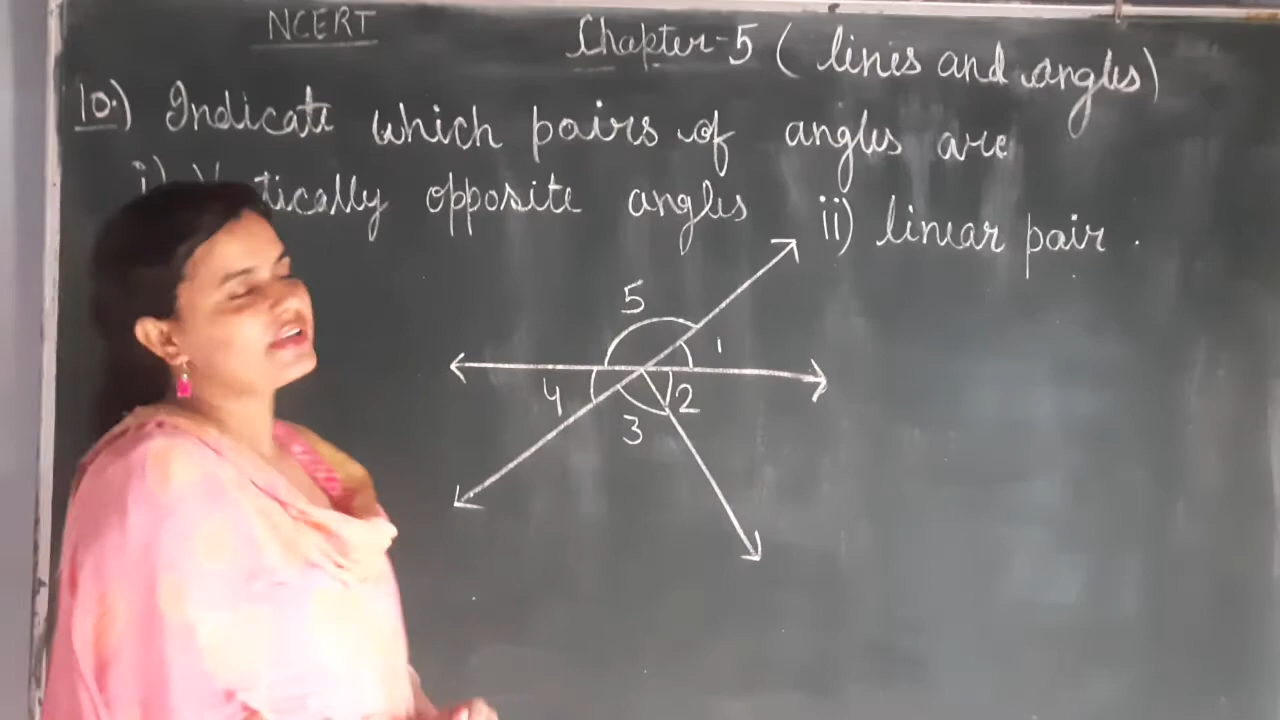 NCERT
Chapter-5 (lines and angles)
10.) Indicate which pairs of angles are
opposite angles ii) linear pair.
5
1
4
2
3